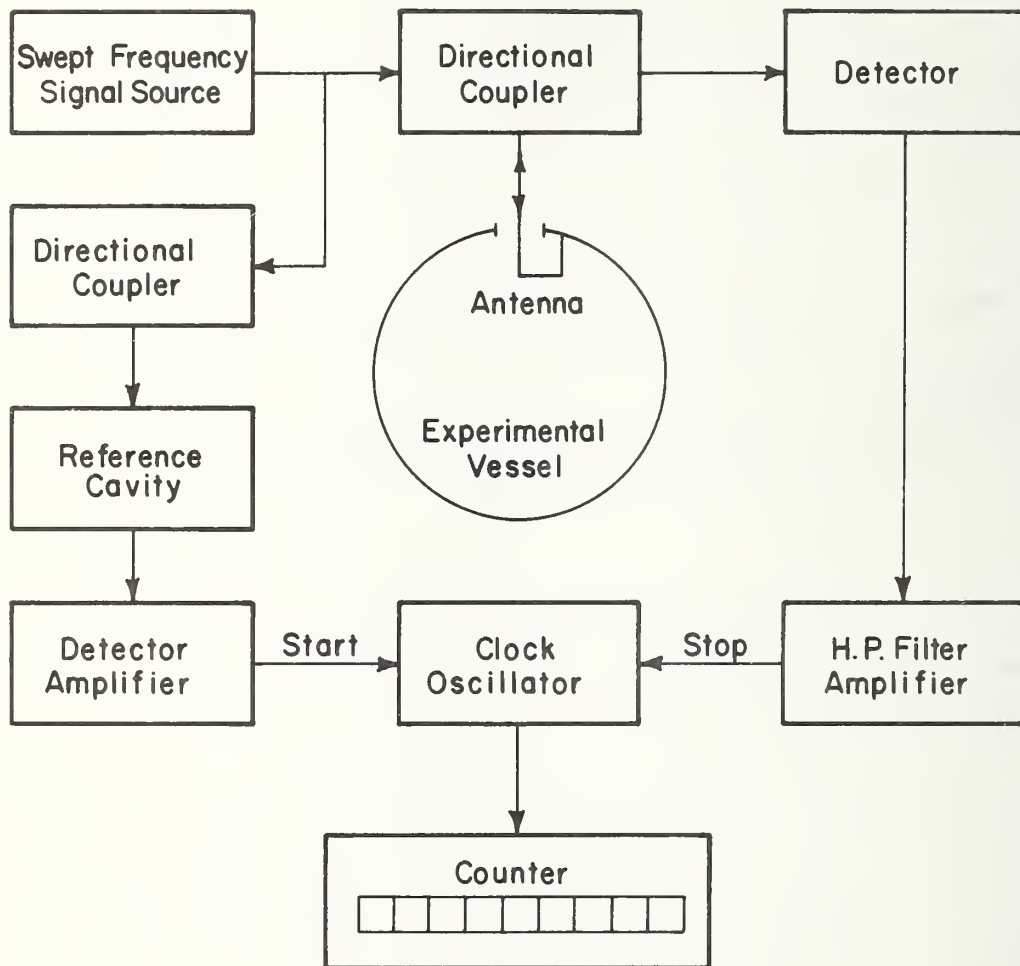 Swept Frequency
Signal Source
Directional
Coupler
Detector
Directional
Coupler
Antenna
Experimental
Vessel
Reference
Cavity
Detector
Amplifier
Start
Clock
Oscillator
Stop
H.P. Filter
Amplifier
Counter